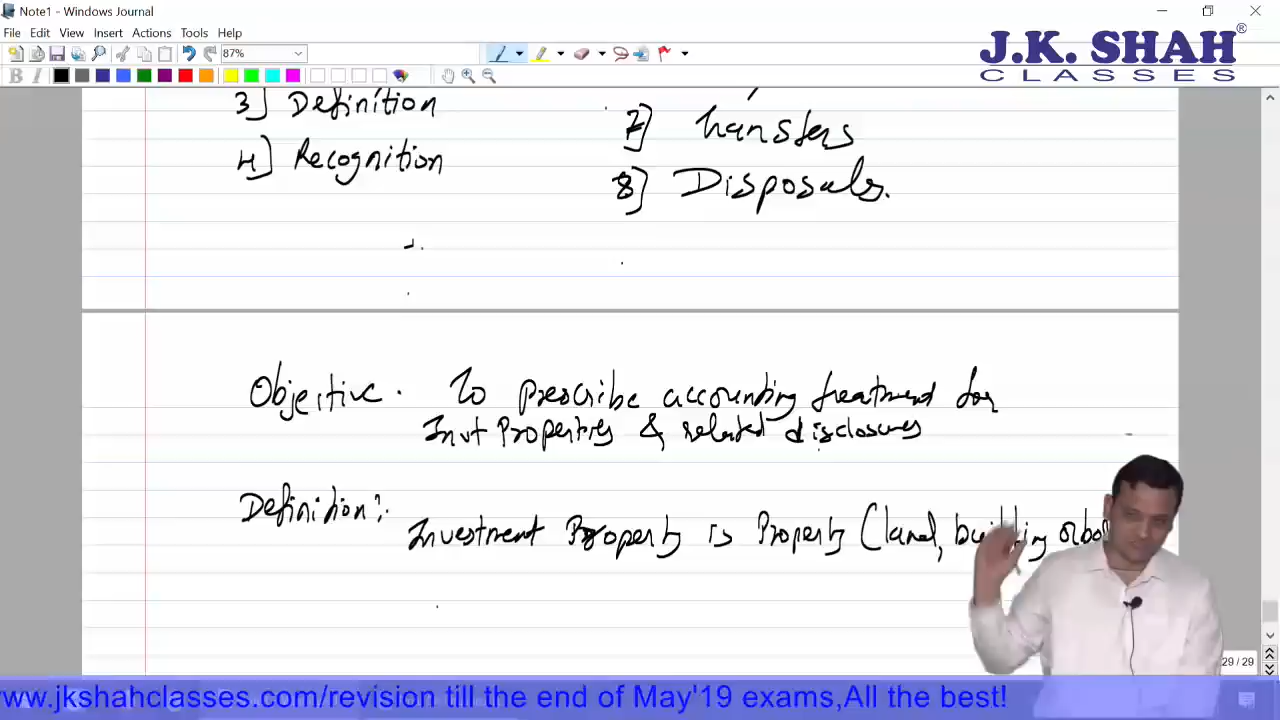 Note1 - Windows Journal
File Edit View Insert Actions Tools Help
87%
B I
J.K. SHAH®
CLASSES
3] Definition
4] Recognition
7] Transfers
8] Disposals.
Objective. To prescribe accounting treatment for
Invt Properties & related disclosures
Definition:
Investment Property is Property (land, building or bo
29 / 29
www.jkshahclasses.com/revision till the end of May'19 exams,All the best!